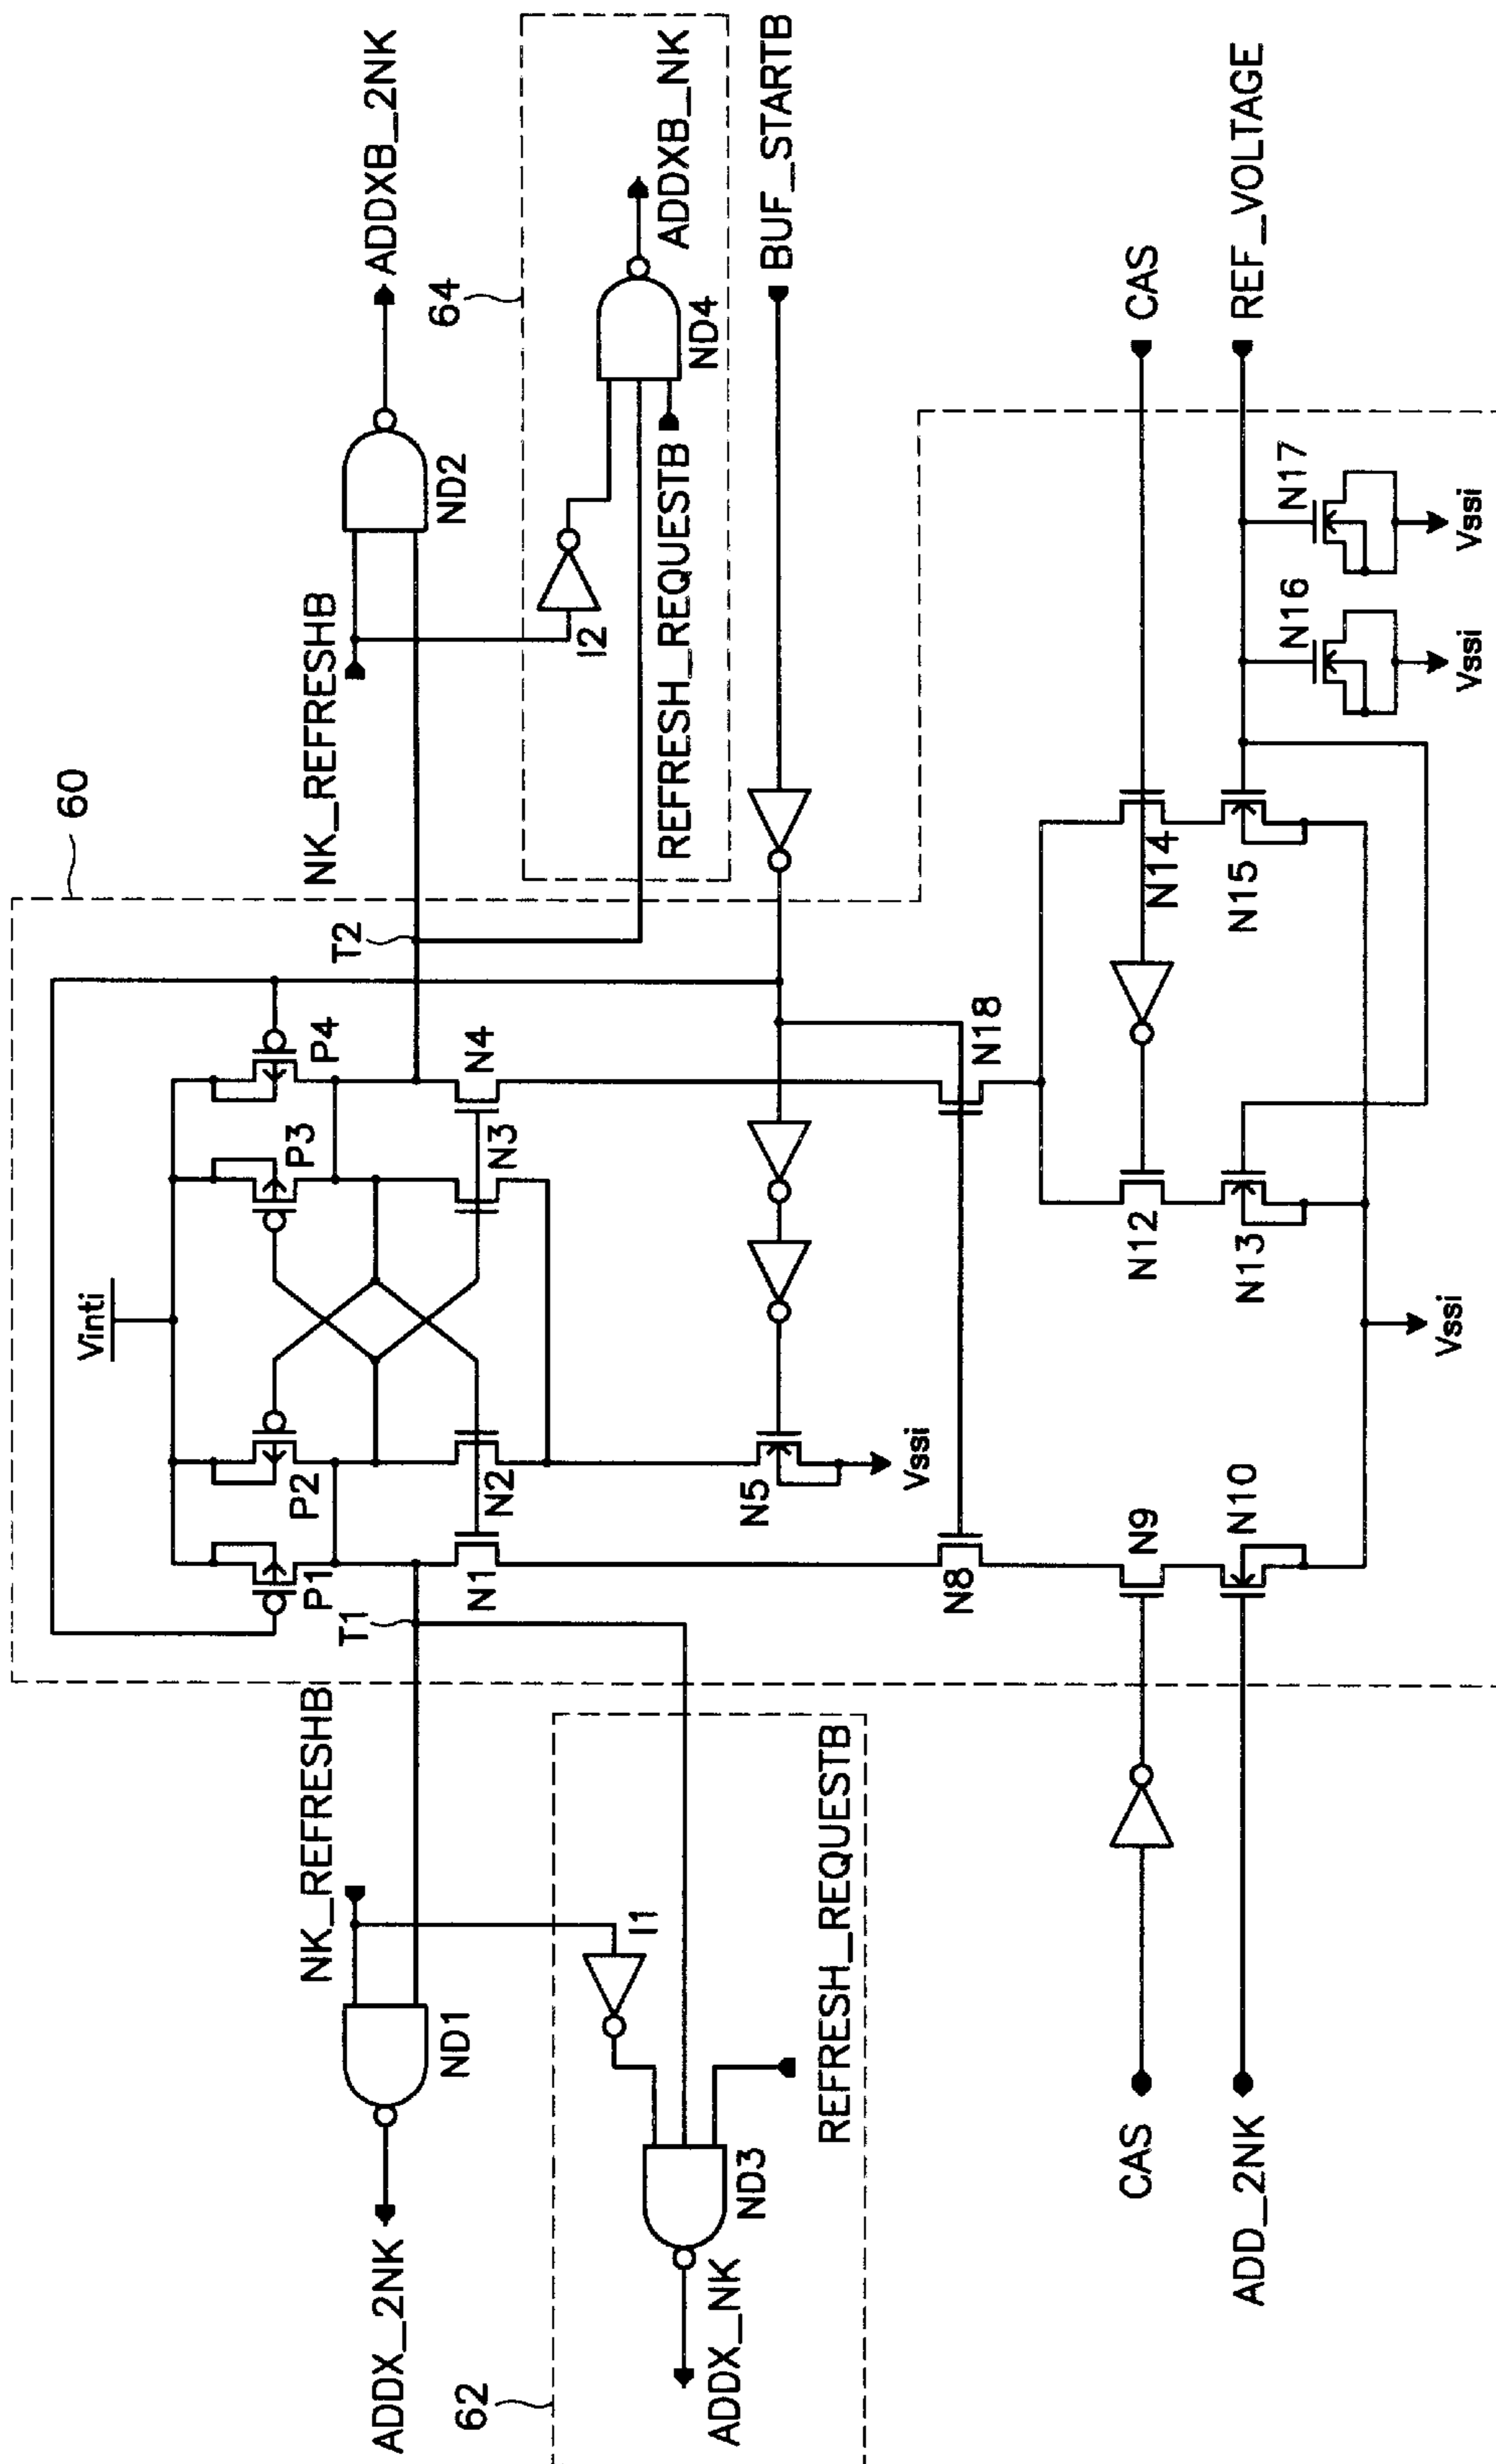 60
Vinti
P1
P2
P3
P4
T1
T2
N1
N2
N3
N4
N5
Vssi
N8
N18
N9
N10
N12
N13
N14
N15
N16
N17
Vssi
Vssi
Vssi
NK_REFRESHB
ND1
ADDX_2NK
62
I1
ND3
ADDX_NK
REFRESH_REQUESTB
CAS
ADD_2NK
NK_REFRESHB
ND2
ADDXB_2NK
64
I2
ND4
ADDXB_NK
REFRESH_REQUESTB
BUF_STARTB
CAS
REF_VOLTAGE